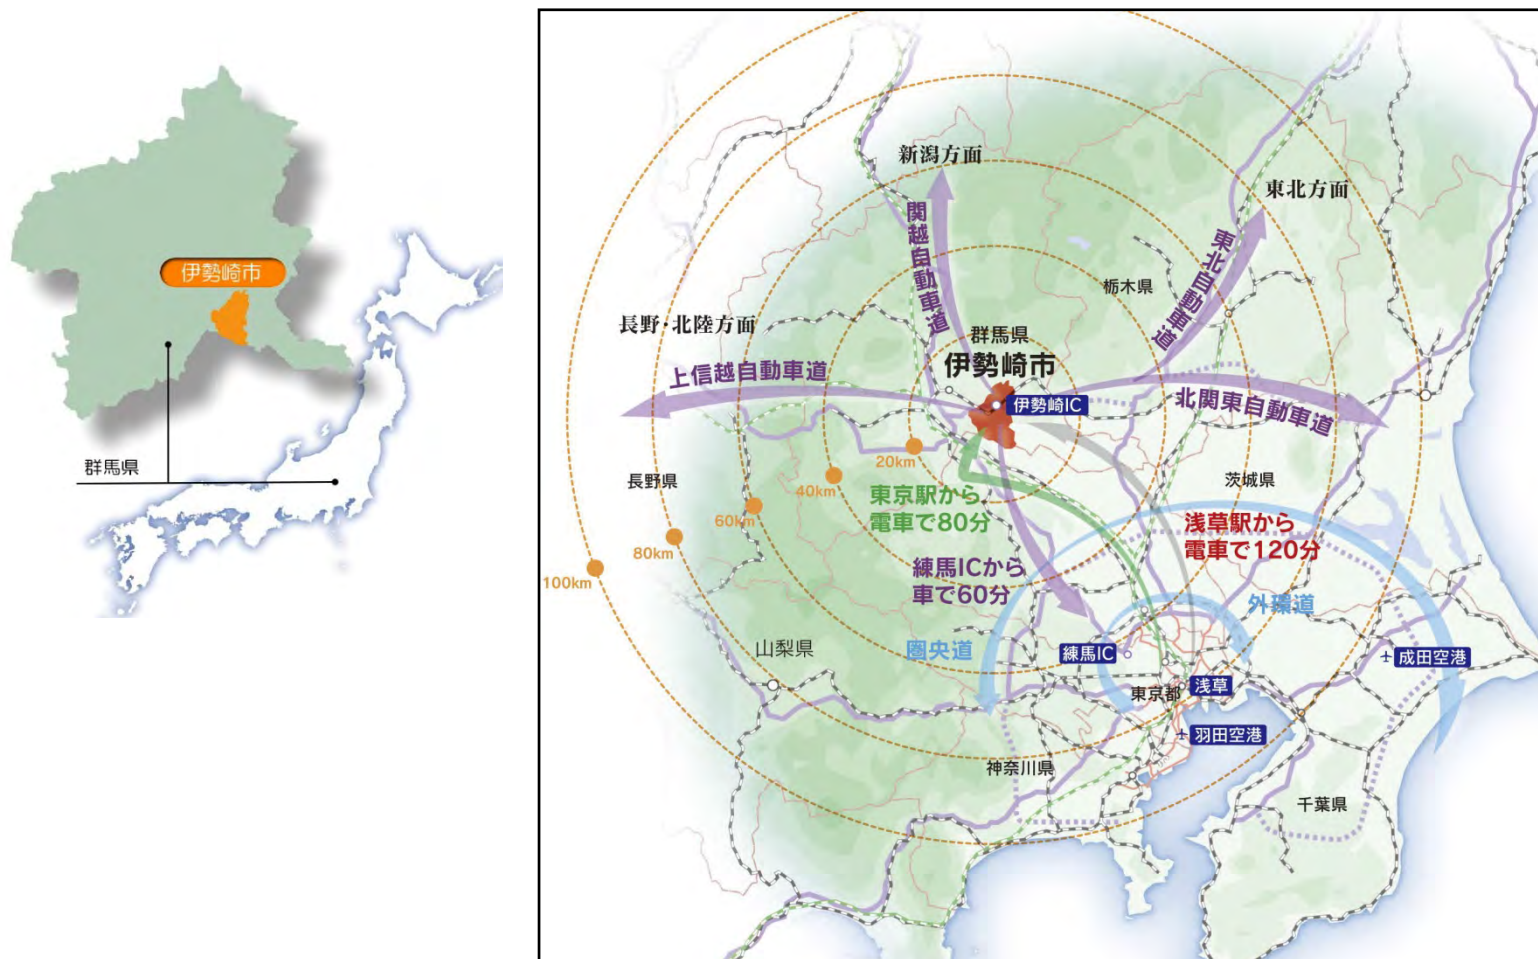 伊勢崎市
群馬県
新潟方面
東北方面
関越自動車道
東北自動車道
栃木県
長野・北陸方面
群馬県
伊勢崎市
上信越自動車道
伊勢崎IC
北関東自動車道
20km
長野県
40km
茨城県
東京駅から
電車で80分
60km
浅草駅から
電車で120分
80km
練馬ICから
車で60分
100km
外環道
圏央道
山梨県
練馬IC
成田空港
東京都
浅草
羽田空港
神奈川県
千葉県